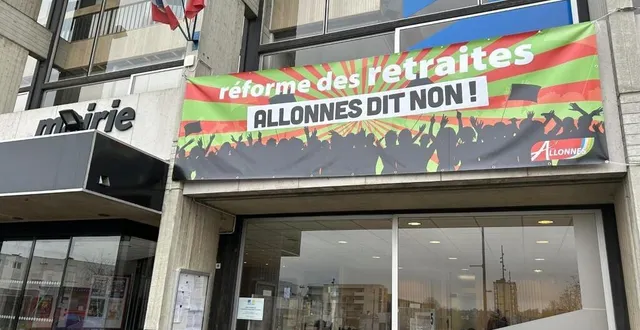 réforme des retraites
ALLONNES DIT NON !
mairie
ALLONNES